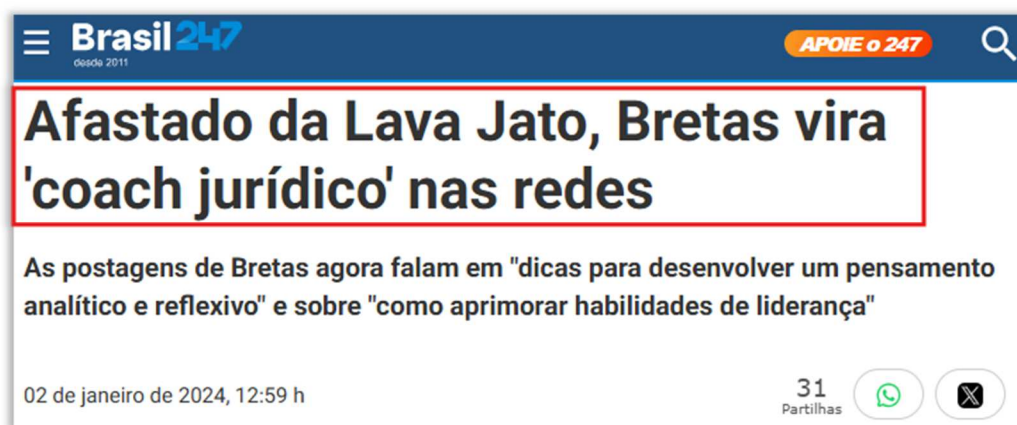 Brasil 247
desde 2011
APOIE o 247
Afastado da Lava Jato, Bretas vira
'coach jurídico' nas redes
As postagens de Bretas agora falam em "dicas para desenvolver um pensamento
analítico e reflexivo" e sobre "como aprimorar habilidades de liderança"
02 de janeiro de 2024, 12:59 h
31
Partilhas